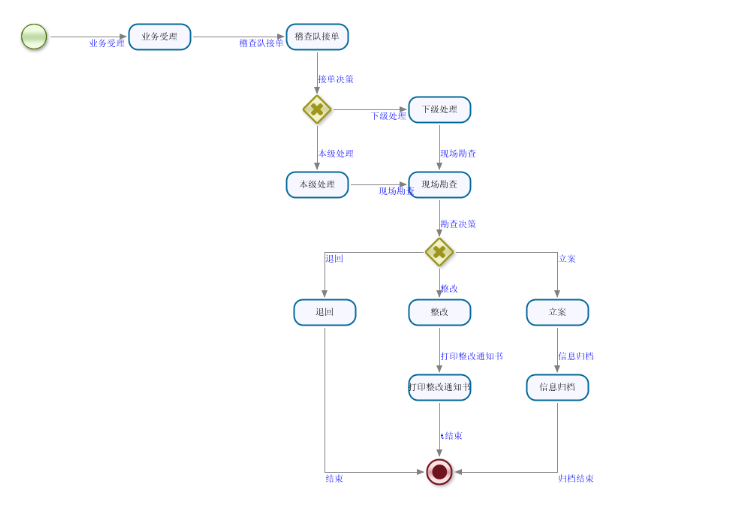 业务受理
稽查队接单
业务受理
稽查队接单
接单决策
下级处理
下级处理
本级处理
现场勘查
本级处理
现场勘查
现场勘查
勘查决策
退回
立案
整改
退回
整改
立案
打印整改通知书
信息归档
打印整改通知书
信息归档
t结束
结束
归档结束